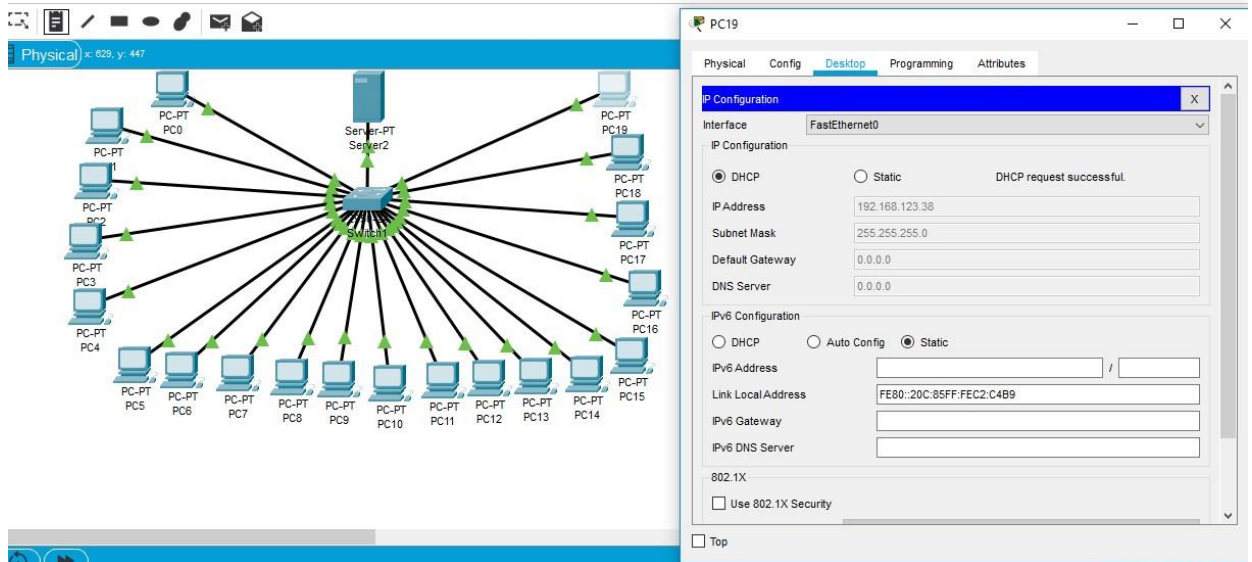 Physical x: 629, y: 447
PC-PT
PC0
PC-PT
1
PC-PT
PC2
PC-PT
PC3
PC-PT
PC4
PC-PT
PC5
PC-PT
PC6
PC-PT
PC7
PC-PT
PC8
PC-PT
PC9
PC-PT
PC10
PC-PT
PC11
PC-PT
PC12
PC-PT
PC13
PC-PT
PC14
PC-PT
PC15
PC-PT
PC16
PC-PT
PC17
PC-PT
PC18
PC-PT
PC19
Server-PT
Server2
Switch1
PC19
Physical Config Desktop Programming Attributes
IP Configuration X
Interface FastEthernet0
IP Configuration
DHCP Static DHCP request successful.
IP Address 192.168.123.38
Subnet Mask 255.255.255.0
Default Gateway 0.0.0.0
DNS Server 0.0.0.0
IPv6 Configuration
DHCP Auto Config Static
IPv6 Address /
Link Local Address FE80::20C:85FF:FEC2:C4B9
IPv6 Gateway
IPv6 DNS Server
802.1X
Use 802.1X Security
Top